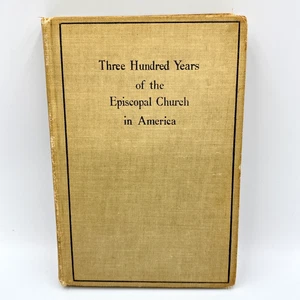 Three Hundred Years
of the
Episcopal Church
in America